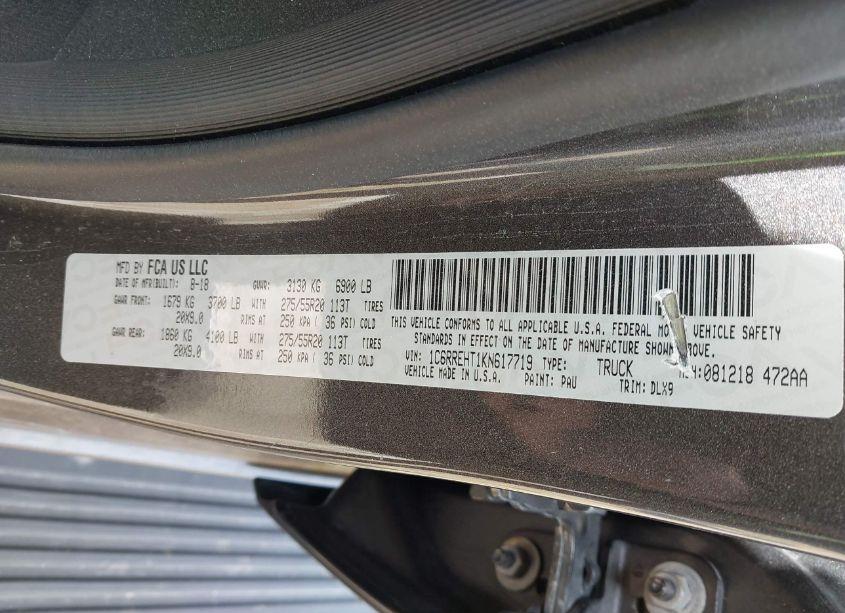 MFD BY FCA US LLC
DATE OF MFR(BUILT): 8-18 GVWR: 3130 KG 6900 LB
GAWR FRONT: 1679 KG 3700 LB WITH 275/55R20 113T TIRES
20X9.0 RIMS AT 250 KPA ( 36 PSI) COLD
GAWR REAR: 1860 KG 4100 LB WITH 275/55R20 113T TIRES
20X9.0 RIMS AT 250 KPA ( 36 PSI) COLD
THIS VEHICLE CONFORMS TO ALL APPLICABLE U.S.A. FEDERAL VEHICLE SAFETY
STANDARDS IN EFFECT ON THE DATE OF MANUFACTURE SHOWN
VIN: 1C6RREHT1KN617719 TYPE: TRUCK :081218 472AA
VEHICLE MADE IN U.S.A. PAINT: PAU TRIM: DLX9